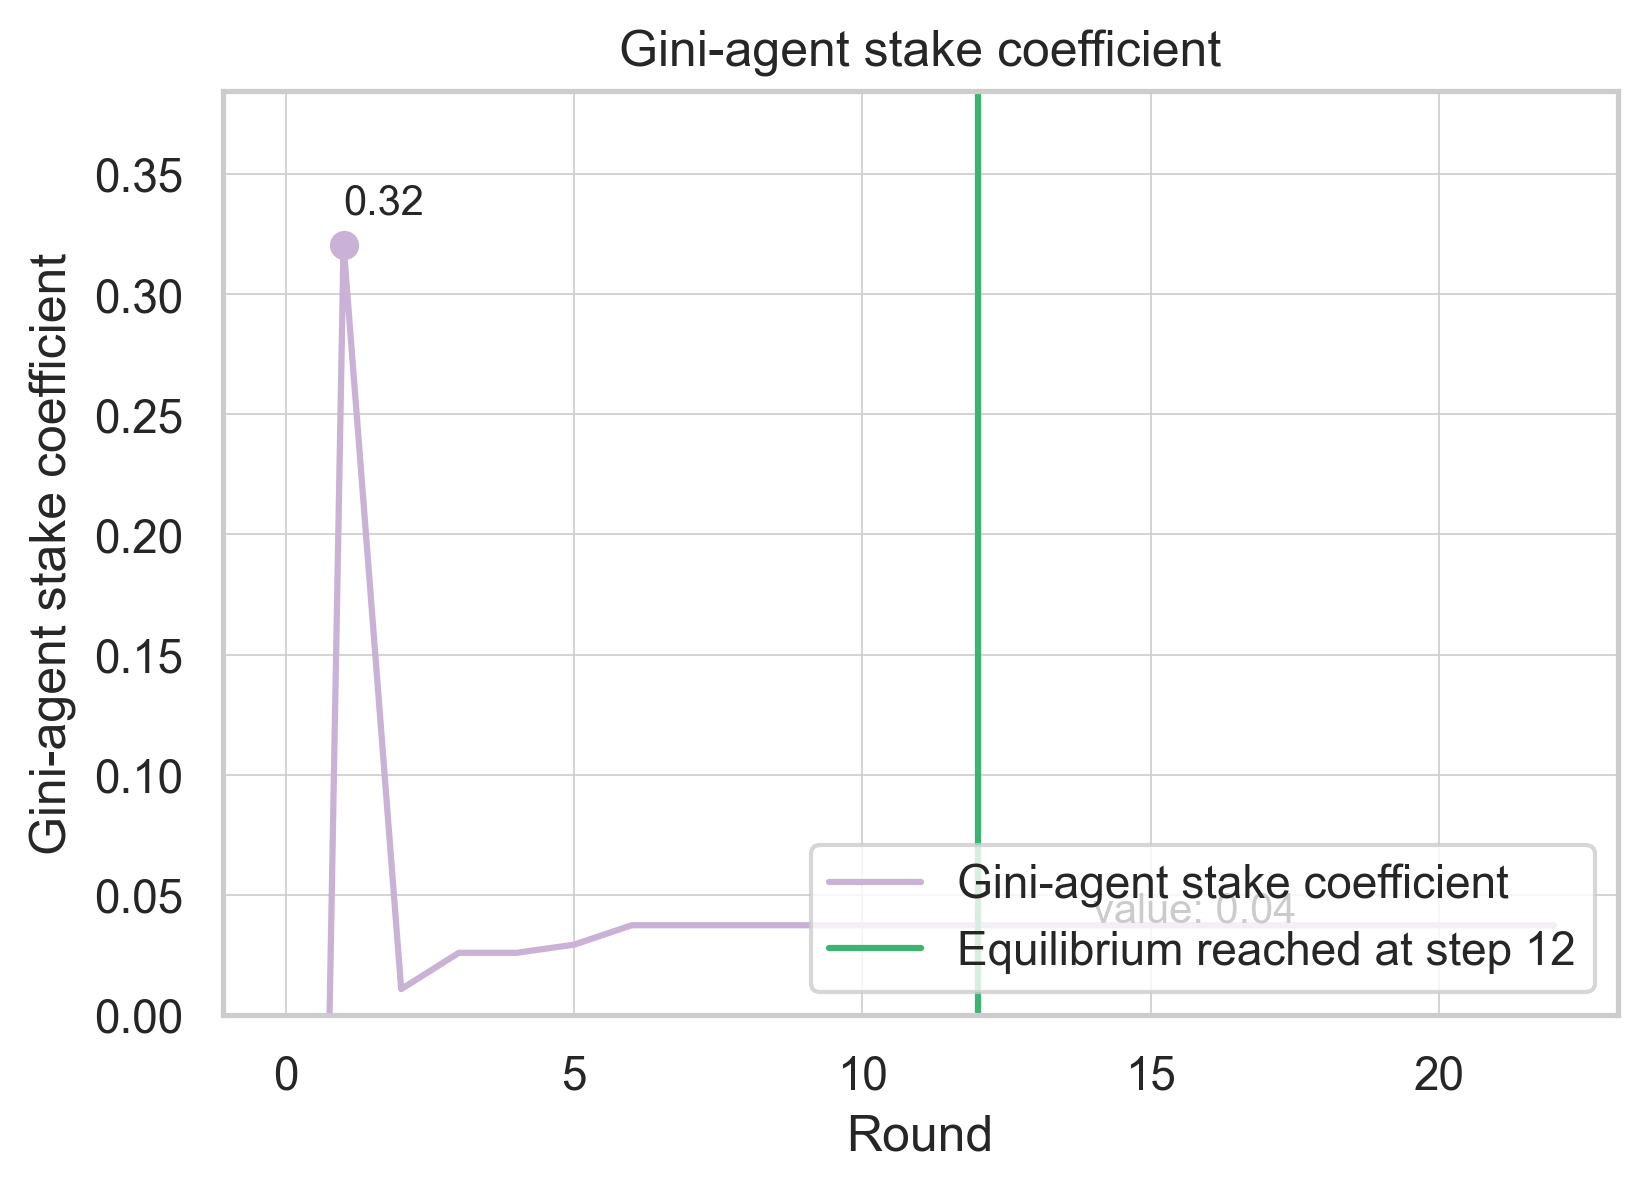 Gini-agent stake coefficient
Gini-agent stake coefficient
0.35
0.30
0.25
0.20
0.15
0.10
0.05
0.00
0.32
Gini-agent stake coefficient
value: 0.04
Equilibrium reached at step 12
0 5 10 15 20
Round